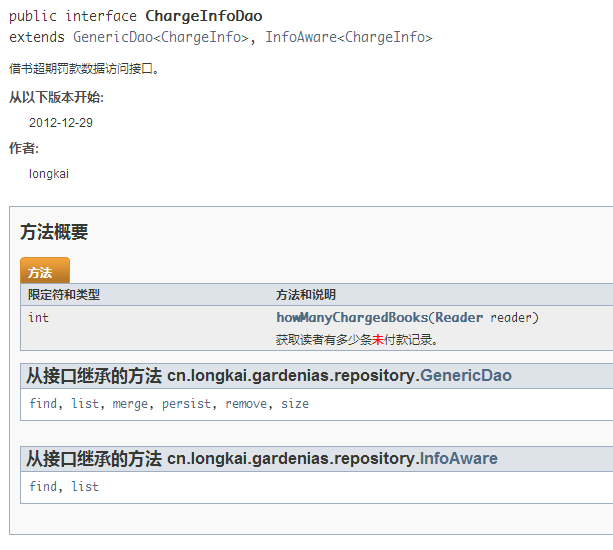 public interface ChargeInfoDao
extends GenericDao<ChargeInfo>, InfoAware<ChargeInfo>
借书超期罚款数据访问接口。
从以下版本开始:
2012-12-29
作者:
longkai
方法概要
方法
限定符和类型 方法和说明
int howManyChargedBooks(Reader reader)
获取读者有多少条未付款记录。
从接口继承的方法 cn.longkai.gardenias.repository.GenericDao
find, list, merge, persist, remove, size
从接口继承的方法 cn.longkai.gardenias.repository.InfoAware
find, list